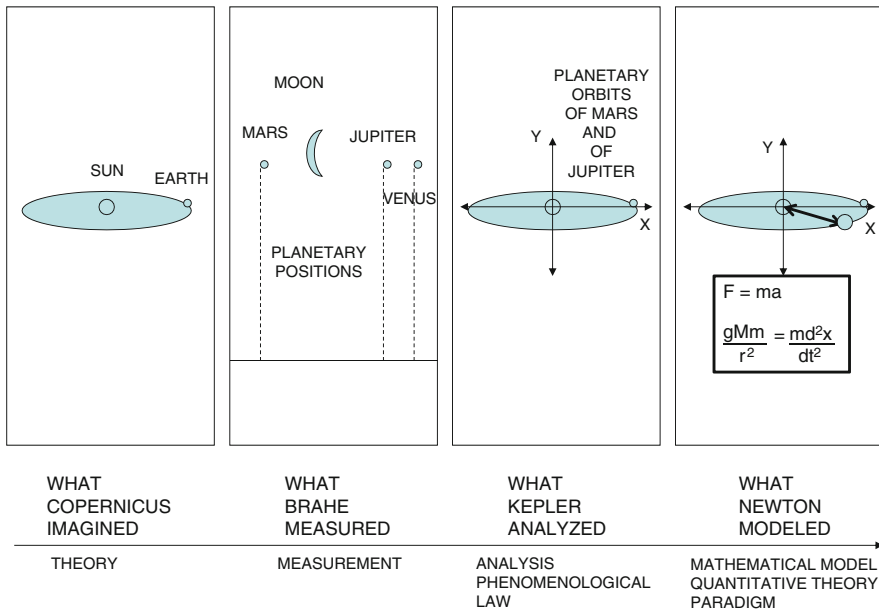 SUN
EARTH
MOON
MARS
JUPITER
VENUS
PLANETARY
POSITIONS
PLANETARY
ORBITS
OF MARS
AND
OF
JUPITER
Y
X
Y
X
F = ma
gMm = md²x
r² dt²
WHAT
COPERNICUS
IMAGINED
WHAT
BRAHE
MEASURED
WHAT
KEPLER
ANALYZED
WHAT
NEWTON
MODELED
THEORY
MEASUREMENT
ANALYSIS
PHENOMENOLOGICAL
LAW
MATHEMATICAL MODEL
QUANTITATIVE THEORY
PARADIGM